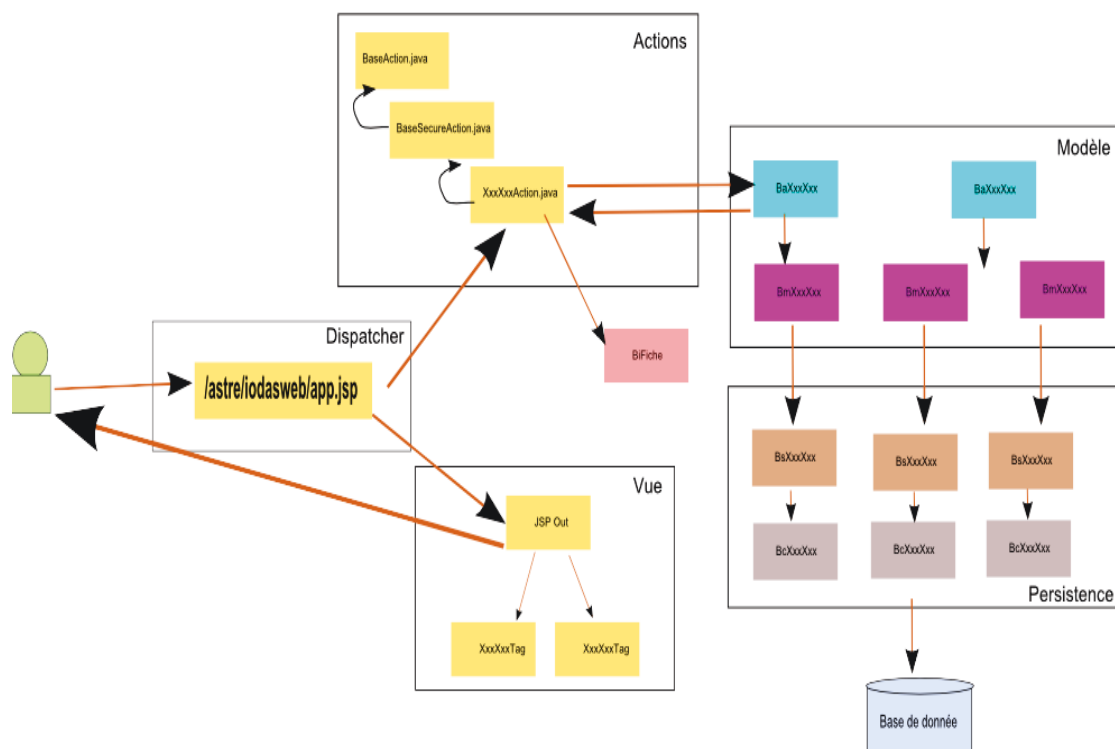 Actions
BaseAction.java
BaseSecureAction.java
XxxXxxAction.java
Modèle
BaXxxXxx
BaXxxXxx
BmXxxXxx
BmXxxXxx
BmXxxXxx
Dispatcher
/astre/iodasweb/app.jsp
BiFiche
Vue
JSP Out
XxxXxxTag
XxxXxxTag
BsXxxXxx
BsXxxXxx
BsXxxXxx
BcXxxXxx
BcXxxXxx
BcXxxXxx
Persistence
Base de donnée